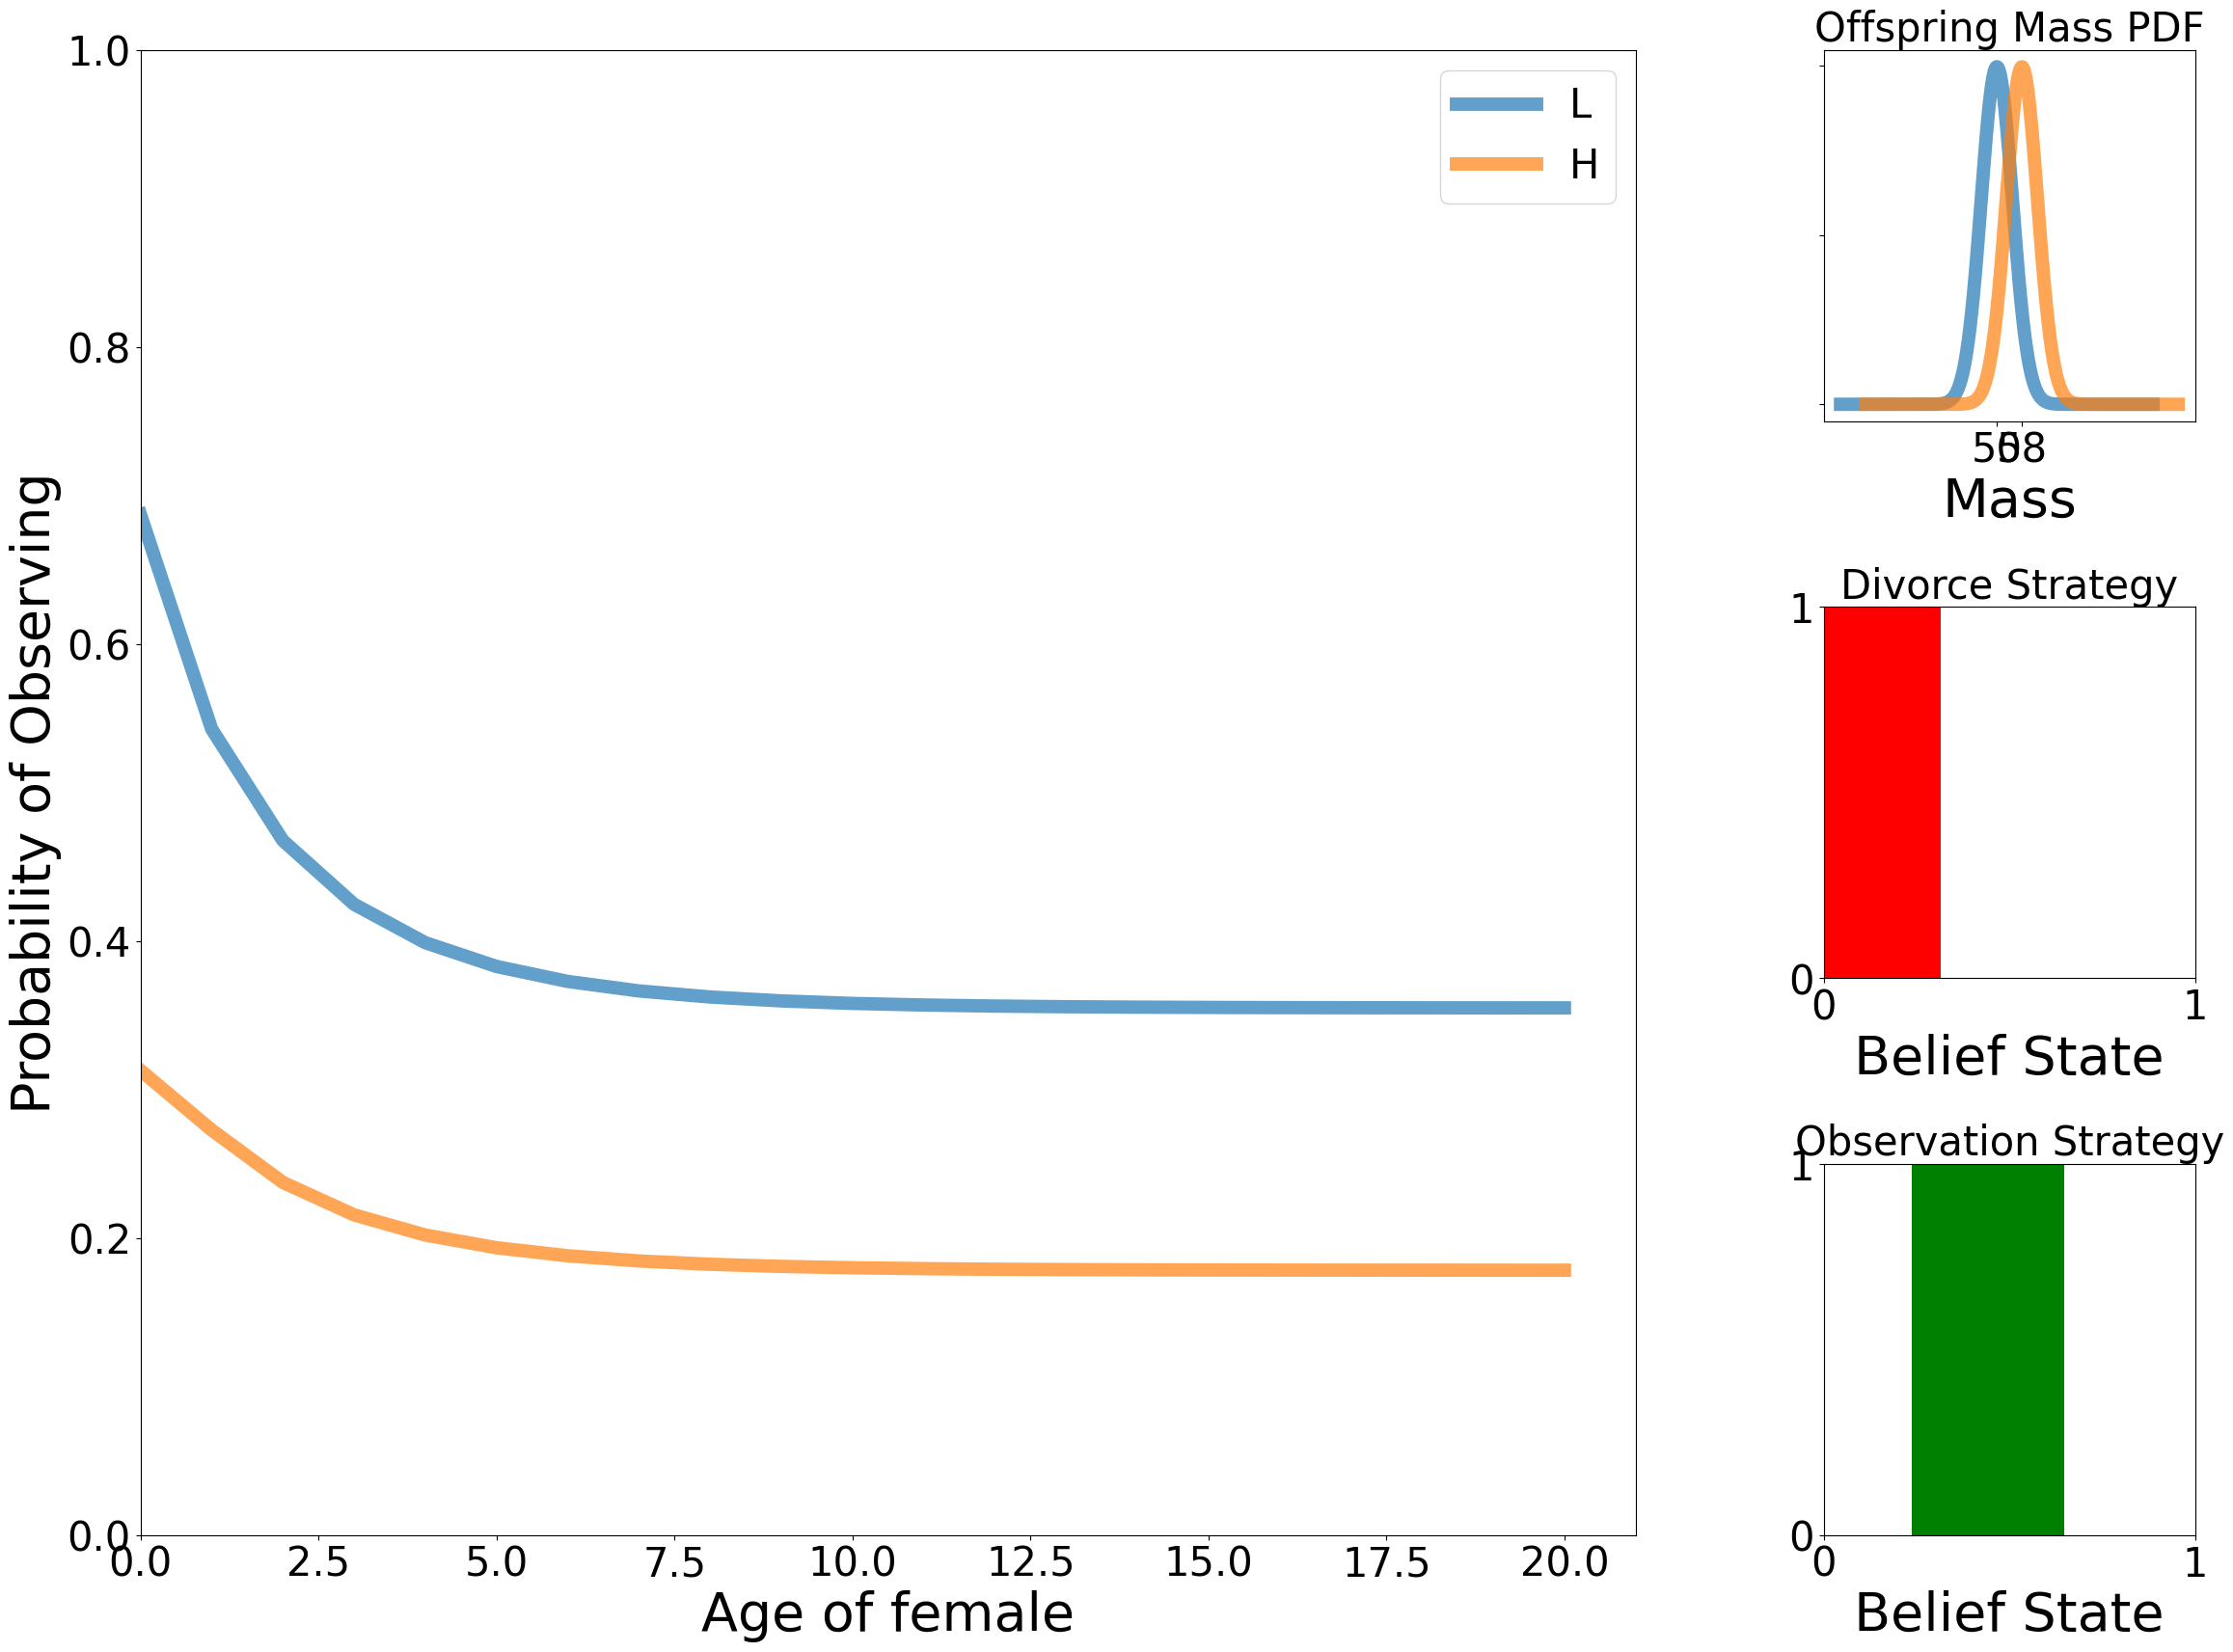 Probability of Observing
1.0
0.8
0.6
0.4
0.2
0.0
0.0 2.5 5.0 7.5 10.0 12.5 15.0 17.5 20.0
Age of female
L
H
Offspring Mass PDF
50 58
Mass
Divorce Strategy
1
0
0 1
Belief State
Observation Strategy
1
0
0 1
Belief State